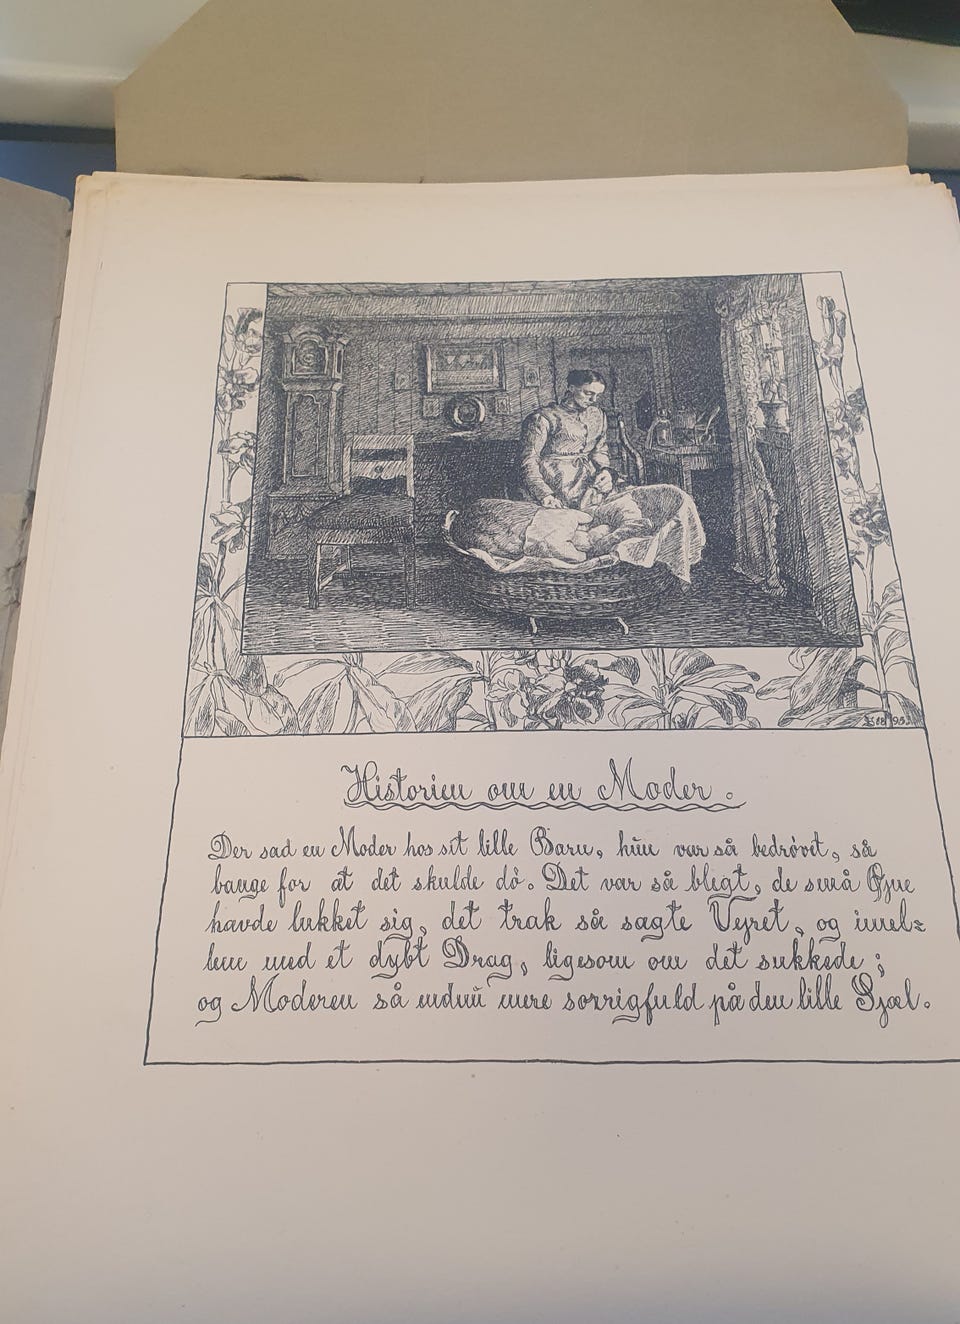 Historien om en Moder.
Der sad en Moder hos sit lille Barn, hun var så bedrøvet, så
bange for at det skulde dö. Det var så blegt, de små Øjne
havde lukket sig, det trak så sagte Vejret, og imel=
lem med et dybt Drag, ligesom om det sukkede;
og Moderen så endnu mere sorrigfuld på den lille Sjæl.